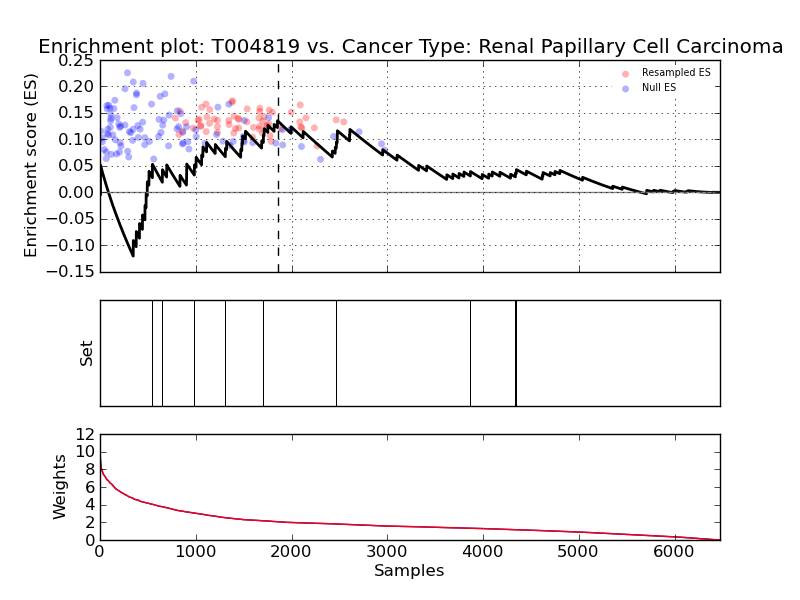 Enrichment plot: T004819 vs. Cancer Type: Renal Papillary Cell Carcinoma
0.25
0.20
0.15
0.10
0.05
0.00
−0.05
−0.10
−0.15
Enrichment score (ES)
Resampled ES
Null ES
Set
12
10
8
6
4
2
0
Weights
0 1000 2000 3000 4000 5000 6000
Samples